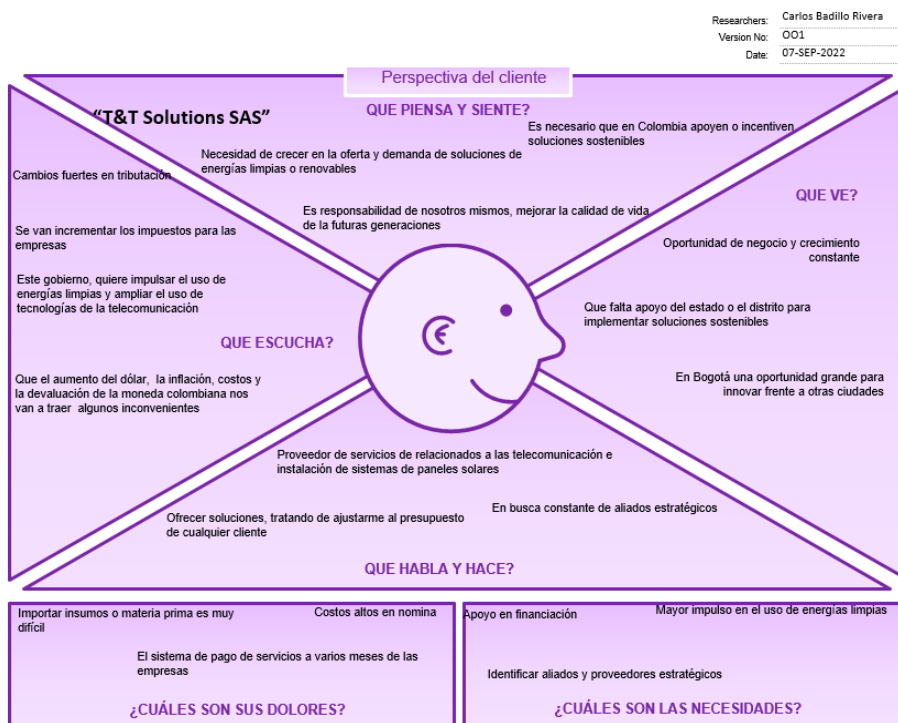 Researchers: Carlos Badillo Rivera
Version No: OO1
Date: 07-SEP-2022
Perspectiva del cliente
"T&T Solutions SAS"
QUE PIENSA Y SIENTE?
Es necesario que en Colombia apoyen o incentiven
soluciones sostenibles
Necesidad de crecer en la oferta y demanda de soluciones de
energías limpias o renovables
Es responsabilidad de nosotros mismos, mejorar la calidad de vida
de la futuras generaciones
Cambios fuertes en tributación
Se van incrementar los impuestos para las
empresas
Este gobierno, quiere impulsar el uso de
energías limpias y ampliar el uso de
tecnologías de la telecomunicación
QUE ESCUCHA?
Que el aumento del dólar, la inflación, costos y
la devaluación de la moneda colombiana nos
van a traer algunos inconvenientes
QUE VE?
Oportunidad de negocio y crecimiento
constante
Que falta apoyo del estado o el distrito para
implementar soluciones sostenibles
En Bogotá una oportunidad grande para
innovar frente a otras ciudades
Proveedor de servicios de relacionados a las telecomunicación e
instalación de sistemas de paneles solares
En busca constante de aliados estratégicos
Ofrecer soluciones, tratando de ajustarme al presupuesto
de cualquier cliente
QUE HABLA Y HACE?
Importar insumos o materia prima es muy
difícil
Costos altos en nomina
El sistema de pago de servicios a varios meses de las
empresas
¿CUÁLES SON SUS DOLORES?
Apoyo en financiación
Mayor impulso en el uso de energías limpias
Identificar aliados y proveedores estratégicos
¿CUÁLES SON LAS NECESIDADES?